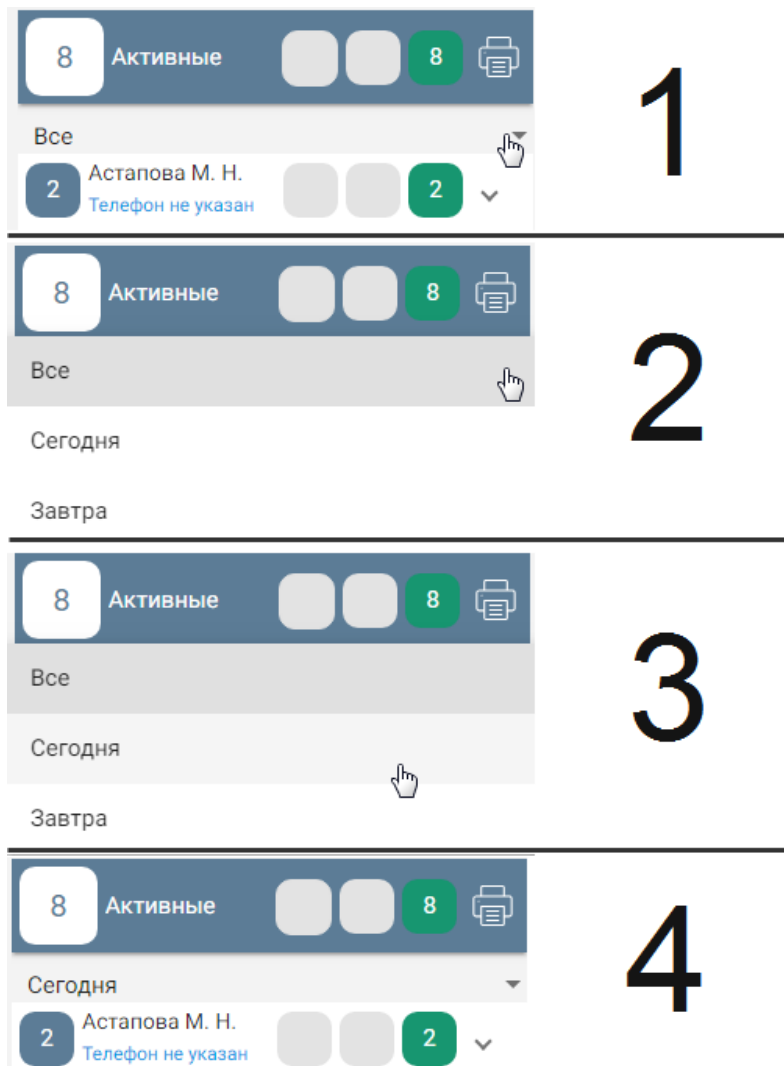 8 Активные 8
1
Все
2 Астапова М. Н. 2
Телефон не указан
8 Активные 8
2
Все
Сегодня
Завтра
8 Активные 8
3
Все
Сегодня
Завтра
8 Активные 8
4
Сегодня
2 Астапова М. Н. 2
Телефон не указан